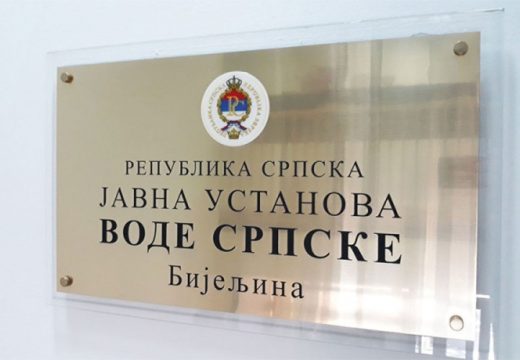 РЕПУБЛИКА СРПСКА
ЈАВНА УСТАНОВА
ВОДЕ СРПСКЕ
Бијељина